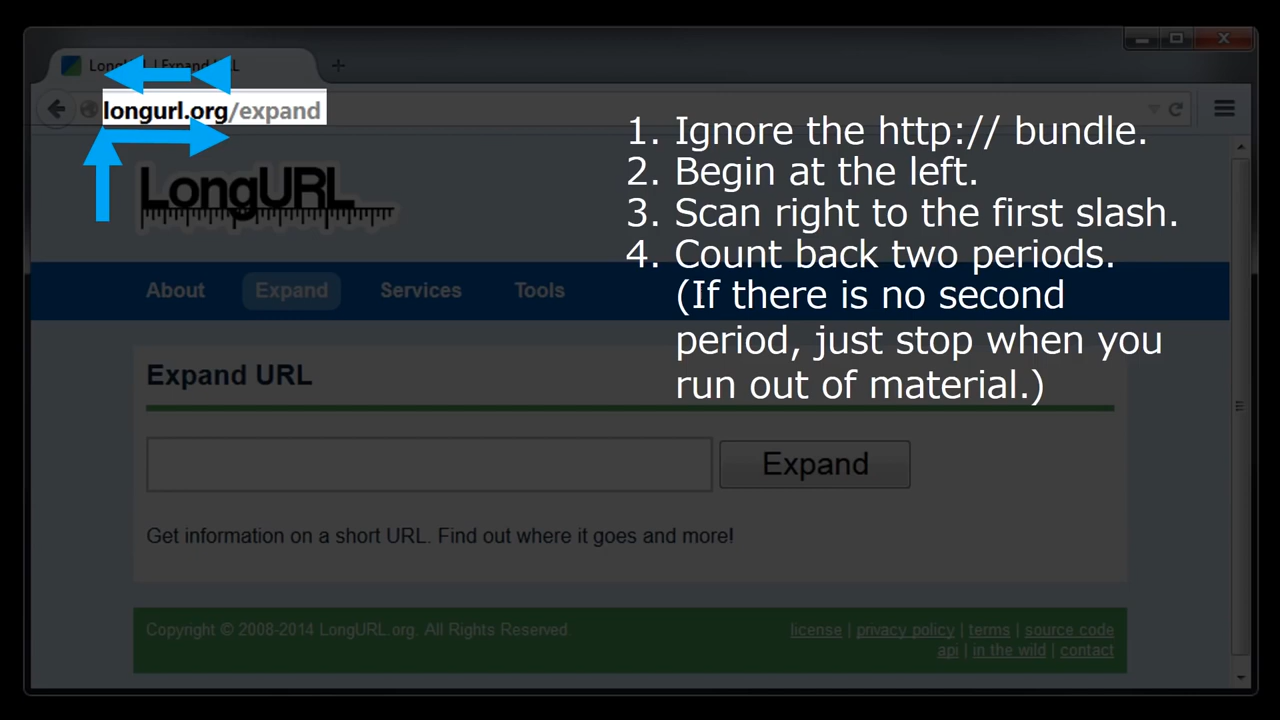 LongURL | Expand URL
longurl.org/expand
1. Ignore the http:// bundle.
2. Begin at the left.
3. Scan right to the first slash.
4. Count back two periods.
(If there is no second
period, just stop when you
run out of material.)
LongURL
About Expand Services Tools
Expand URL
Expand
Get information on a short URL. Find out where it goes and more!
Copyright © 2008-2014 LongURL.org. All Rights Reserved.
license | privacy policy | terms | source code
api | in the wild | contact